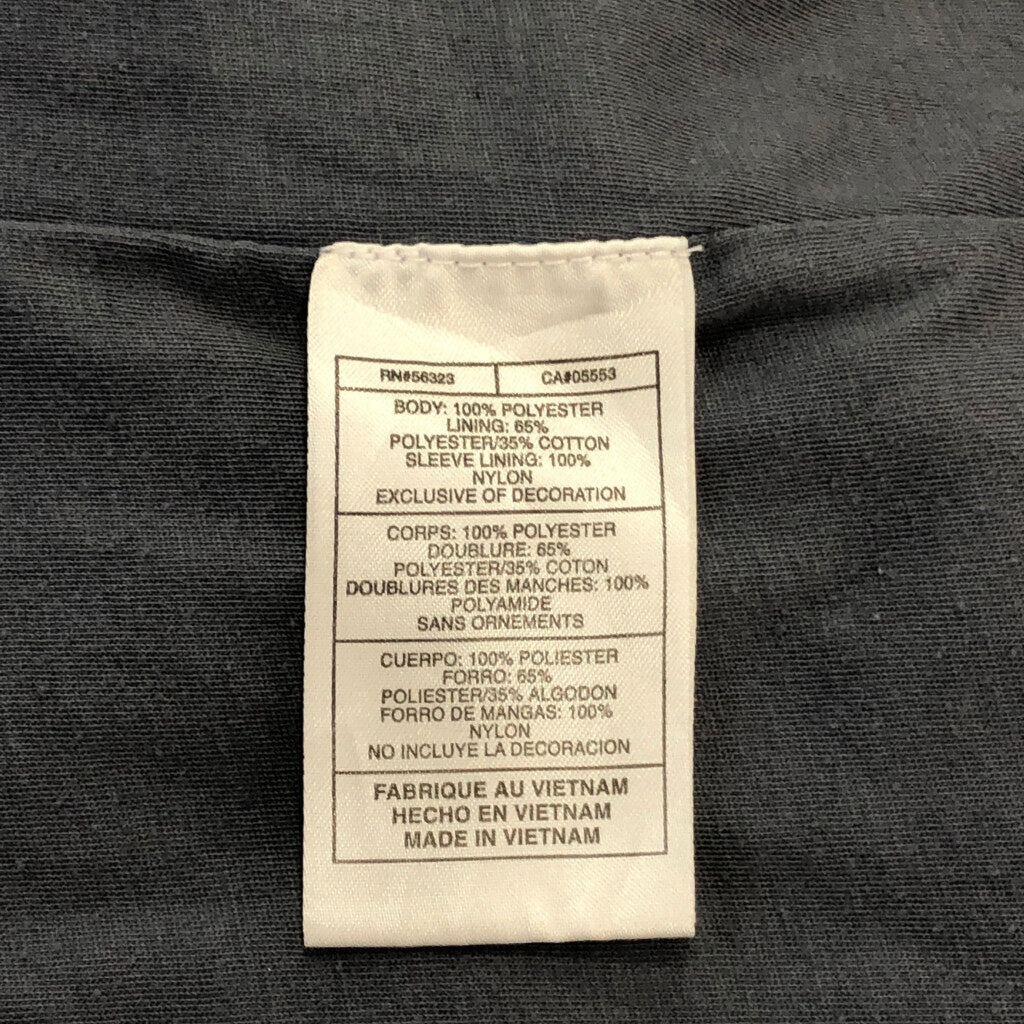 RN#56323 CA#05553
BODY: 100% POLYESTER
LINING: 65%
POLYESTER/35% COTTON
SLEEVE LINING: 100%
NYLON
EXCLUSIVE OF DECORATION
CORPS: 100% POLYESTER
DOUBLURE: 65%
POLYESTER/35% COTON
DOUBLURES DES MANCHES: 100%
POLYAMIDE
SANS ORNEMENTS
CUERPO: 100% POLIESTER
FORRO: 65%
POLIESTER/35% ALGODON
FORRO DE MANGAS: 100%
NYLON
NO INCLUYE LA DECORACION
FABRIQUE AU VIETNAM
HECHO EN VIETNAM
MADE IN VIETNAM